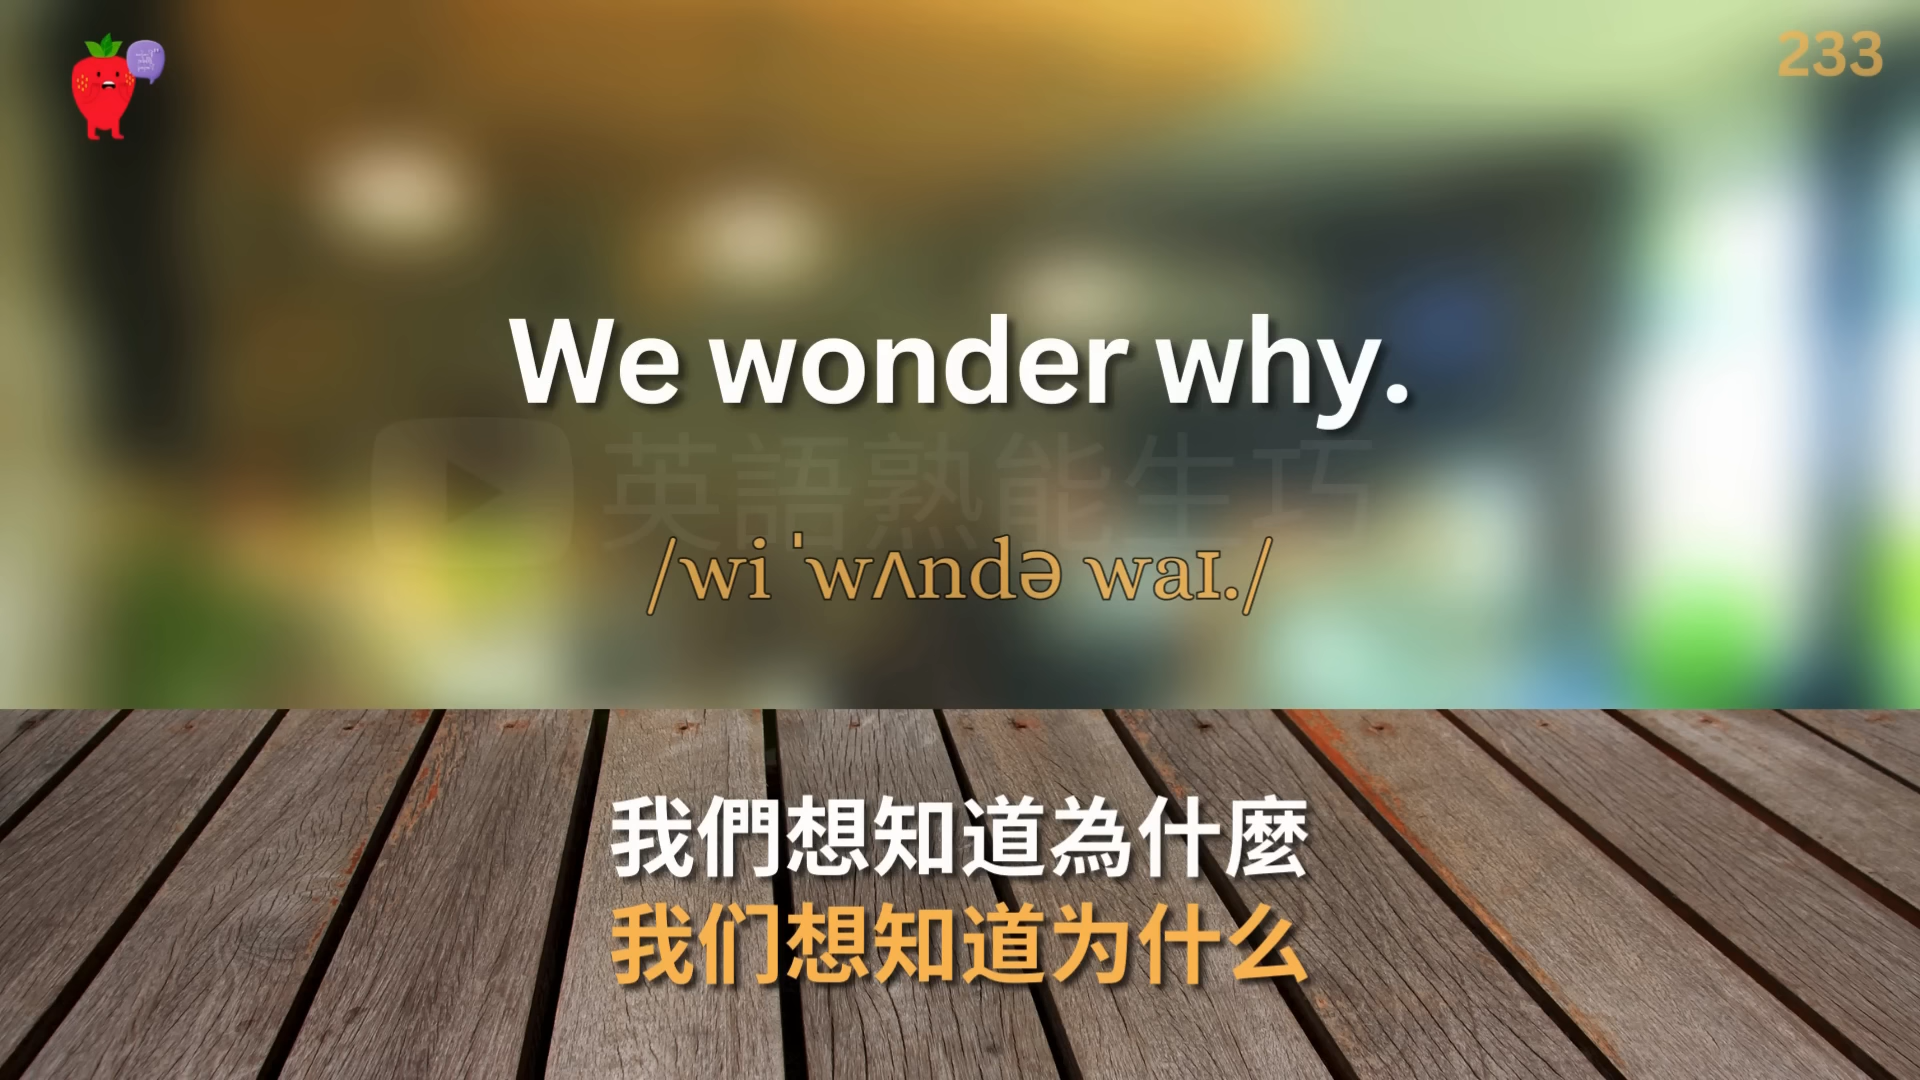 233
We wonder why.
英語熟能生巧
/wi ˈwʌndə waɪ./
我們想知道為什麼
我们想知道为什么